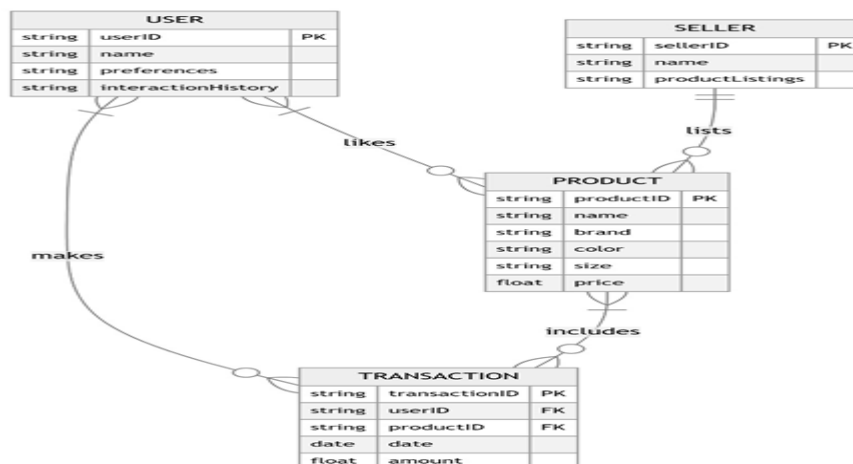 USER
string userID PK
string name
string preferences
string interactionHistory
SELLER
string sellerID PK
string name
string productListings
likes
lists
PRODUCT
string productID PK
string name
string brand
string color
string size
float price
makes
includes
TRANSACTION
string transactionID PK
string userID FK
string productID FK
date date
float amount